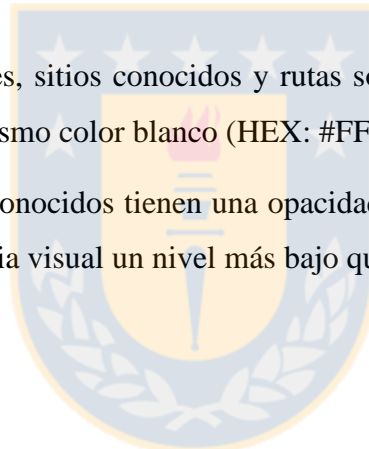 es, sitios conocidos y rutas so
smo color blanco (HEX: #FF
onocidos tienen una opacidad
ia visual un nivel más bajo qu